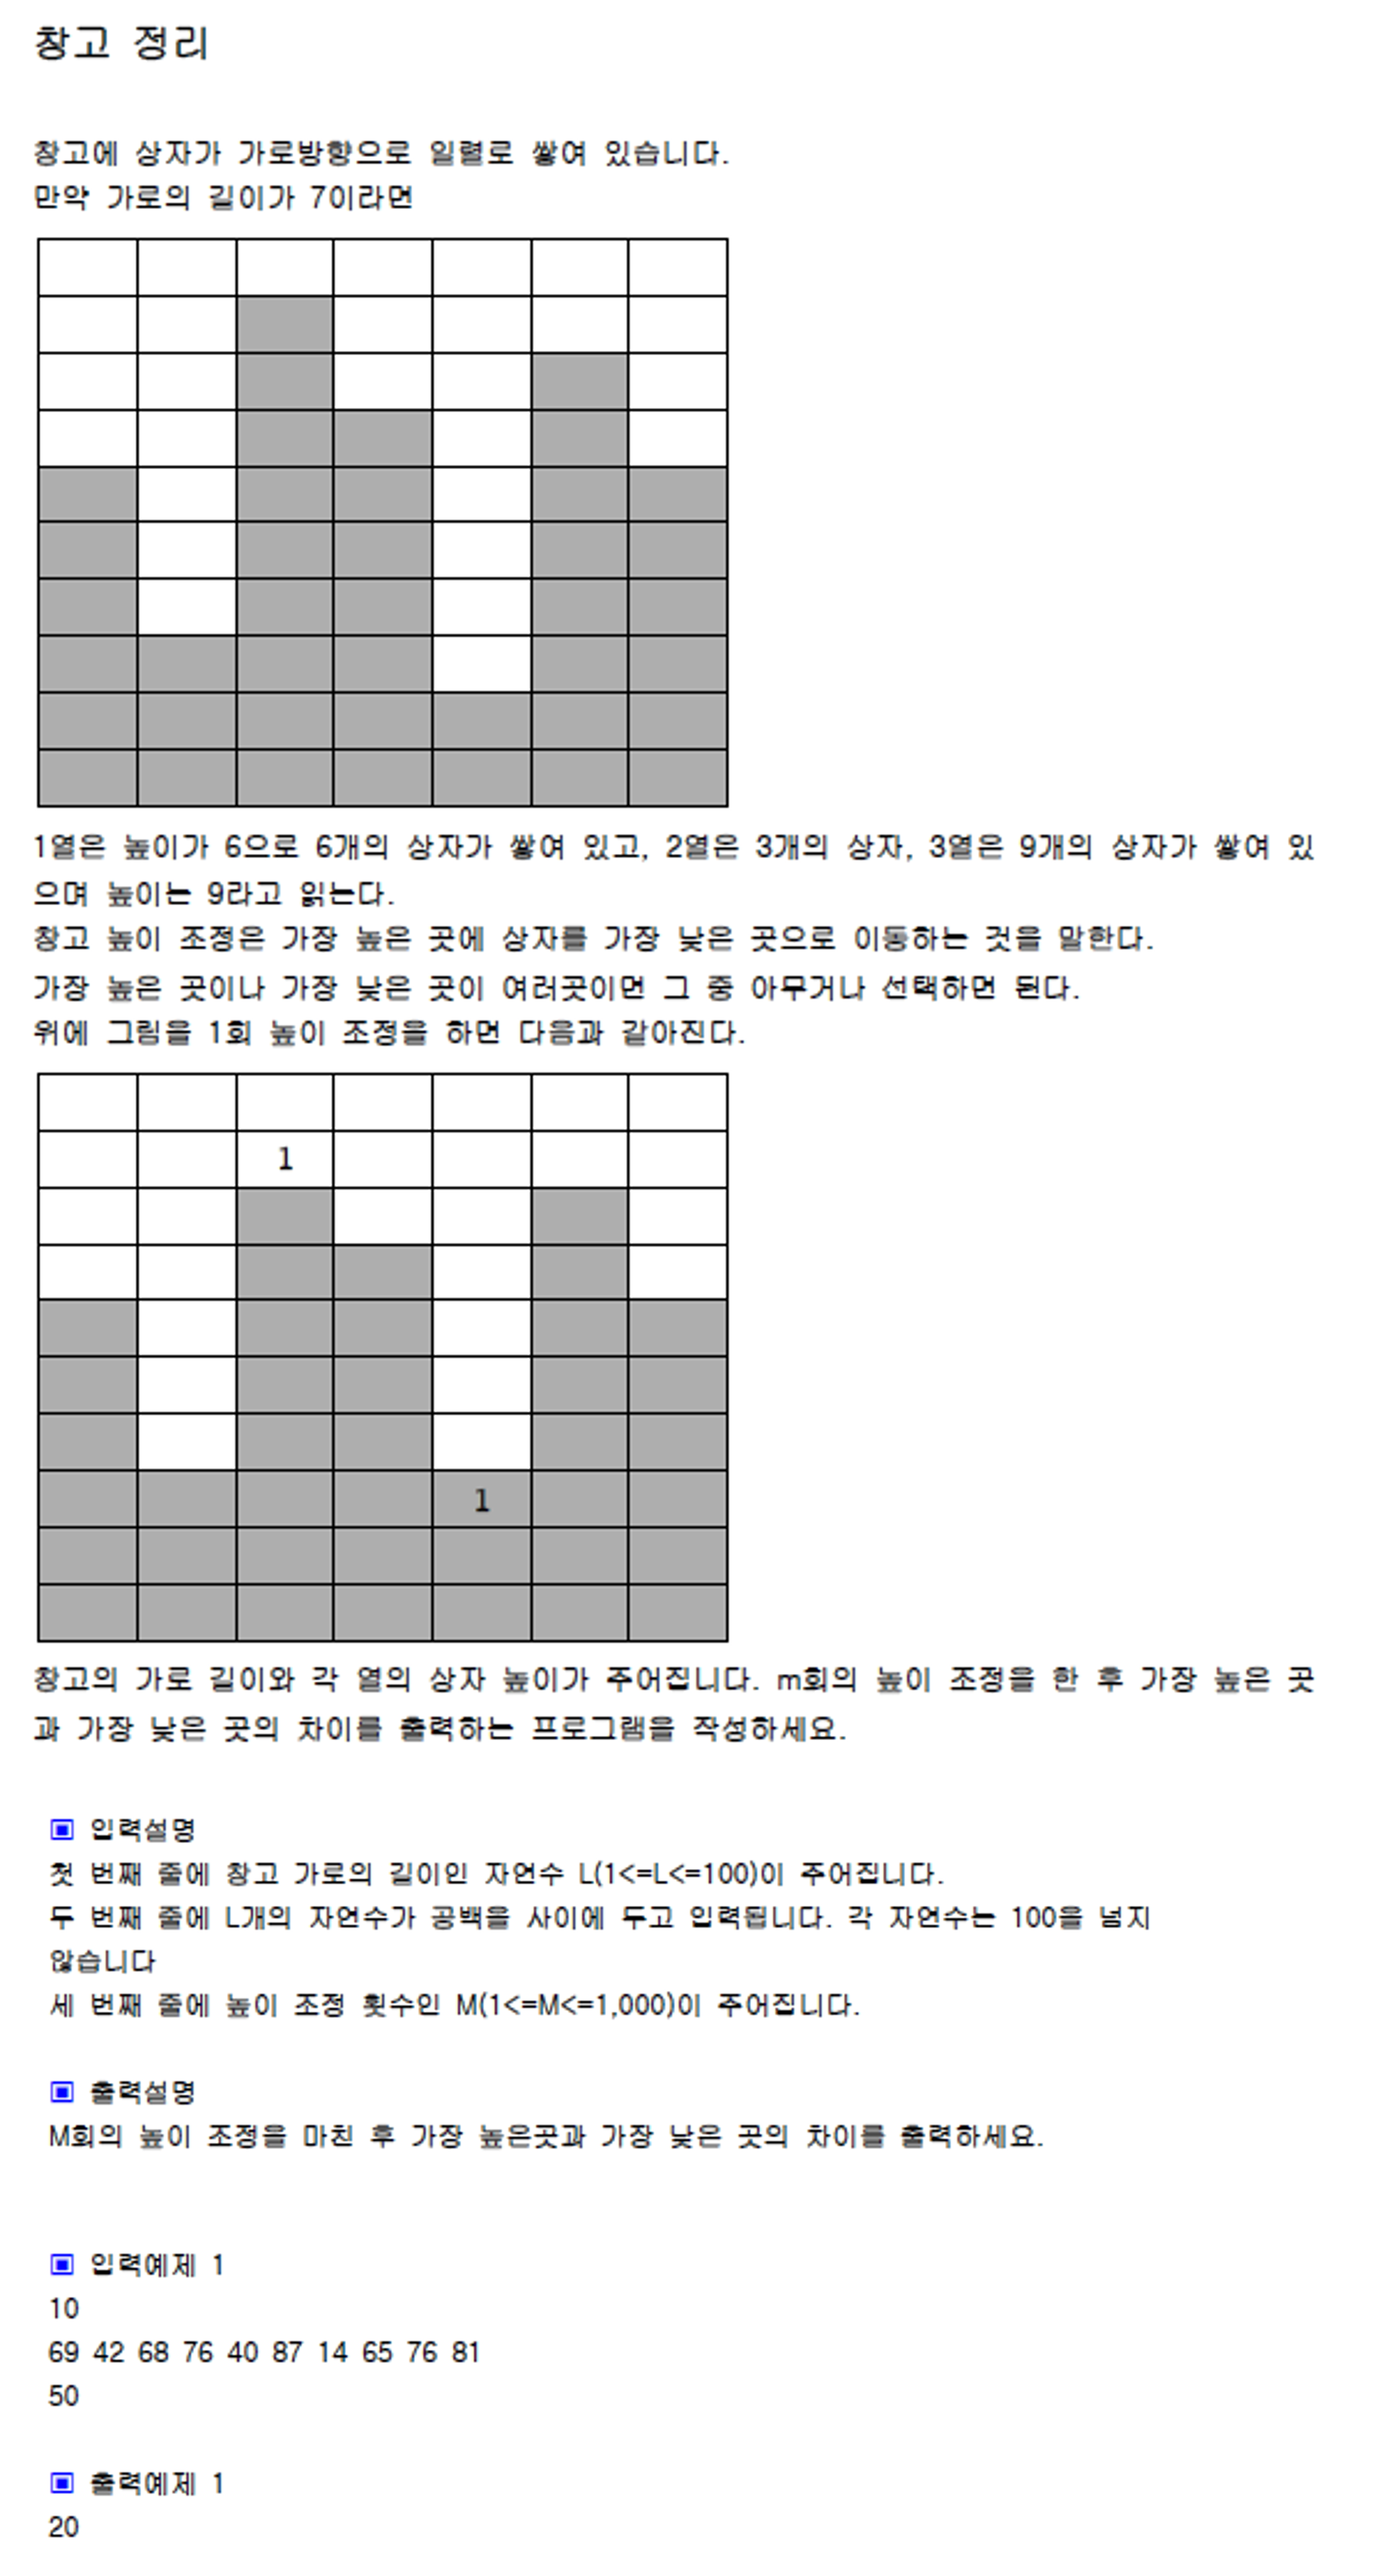 창고 정리
창고에 상자가 가로방향으로 일렬로 쌓여 있습니다.
만약 가로의 길이가 7이라면
1열은 높이가 6으로 6개의 상자가 쌓여 있고, 2열은 3개의 상자, 3열은 9개의 상자가 쌓여 있
으며 높이는 9라고 읽는다.
창고 높이 조정은 가장 높은 곳에 상자를 가장 낮은 곳으로 이동하는 것을 말한다.
가장 높은 곳이나 가장 낮은 곳이 여러곳이면 그 중 아무거나 선택하면 된다.
위에 그림을 1회 높이 조정을 하면 다음과 같아진다.
1
1
창고의 가로 길이와 각 열의 상자 높이가 주어집니다. m회의 높이 조정을 한 후 가장 높은 곳
과 가장 낮은 곳의 차이를 출력하는 프로그램을 작성하세요.
▣ 입력설명
첫 번째 줄에 창고 가로의 길이인 자연수 L(1<=L<=100)이 주어집니다.
두 번째 줄에 L개의 자연수가 공백을 사이에 두고 입력됩니다. 각 자연수는 100을 넘지
않습니다
세 번째 줄에 높이 조정 횟수인 M(1<=M<=1,000)이 주어집니다.
▣ 출력설명
M회의 높이 조정을 마친 후 가장 높은곳과 가장 낮은 곳의 차이를 출력하세요.
▣ 입력예제 1
10
69 42 68 76 40 87 14 65 76 81
50
▣ 출력예제 1
20